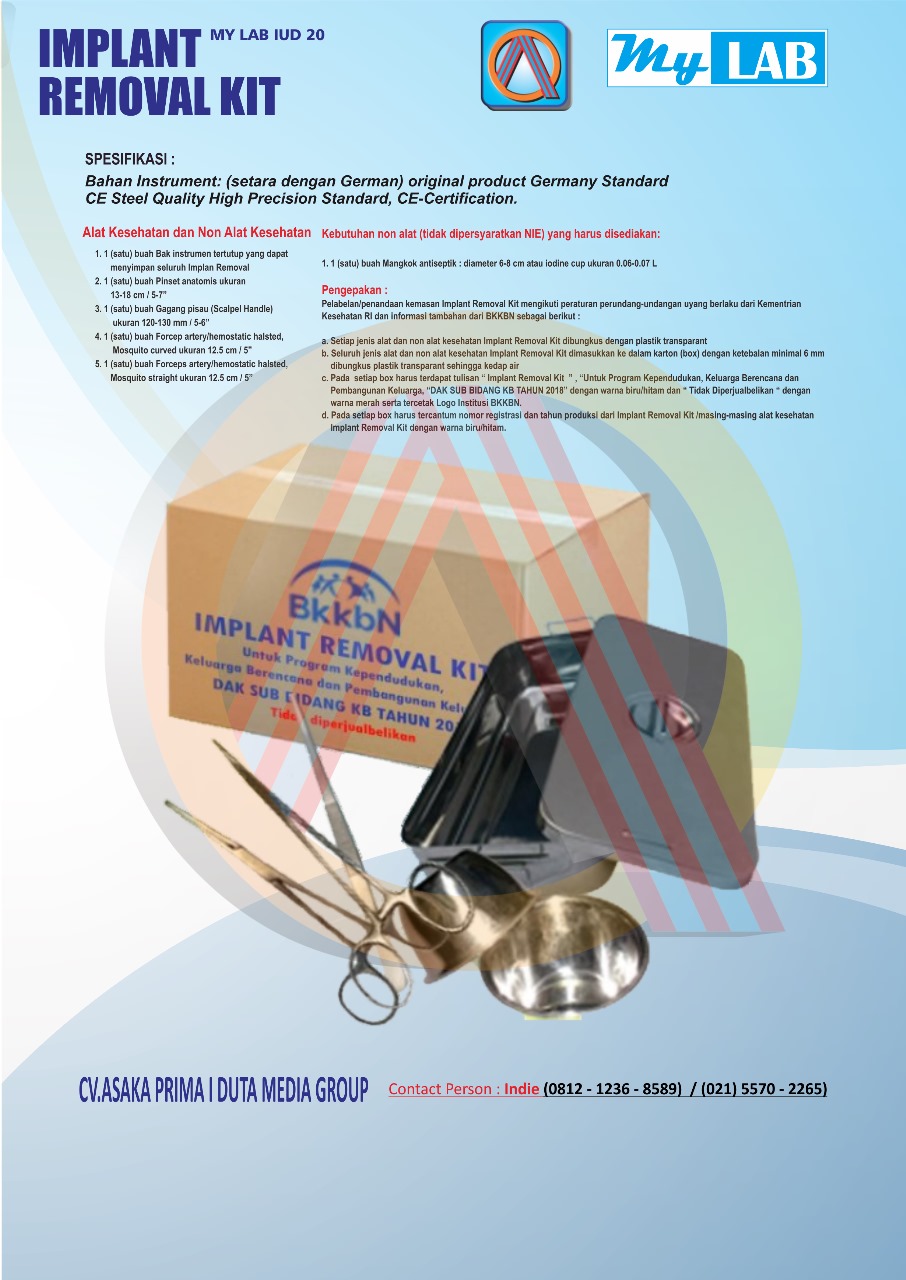 IMPLANT MY LAB IUD 20
REMOVAL KIT
My LAB
SPESIFIKASI :
Bahan Instrument: (setara dengan German) original product Germany Standard
CE Steel Quality High Precision Standard, CE-Certification.
Alat Kesehatan dan Non Alat Kesehatan
1. 1 (satu) buah Bak instrumen tertutup yang dapat
menyimpan seluruh Implan Removal
2. 1 (satu) buah Pinset anatomis ukuran
13-18 cm / 5-7”
3. 1 (satu) buah Gagang pisau (Scalpel Handle)
ukuran 120-130 mm / 5-6”
4. 1 (satu) buah Forcep artery/hemostatic halsted,
Mosquito curved ukuran 12.5 cm / 5”
5. 1 (satu) buah Forceps artery/hemostatic halsted,
Mosquito straight ukuran 12.5 cm / 5”
Kebutuhan non alat (tidak dipersyaratkan NIE) yang harus disediakan:
1. 1 (satu) buah Mangkok antiseptik : diameter 6-8 cm atau iodine cup ukuran 0.06-0.07 L
Pengepakan :
Pelabelan/penandaan kemasan Implant Removal Kit mengikuti peraturan perundang-undangan uyang berlaku dari Kementrian
Kesehatan RI dan informasi tambahan dari BKKBN sebagai berikut :
a. Setiap jenis alat dan non alat kesehatan Implant Removal Kit dibungkus dengan plastik transparant
b. Seluruh jenis alat dan non alat kesehatan Implant Removal Kit dimasukkan ke dalam karton (box) dengan ketebalan minimal 6 mm
dibungkus plastik transparant sehingga kedap air
c. Pada  setiap box harus terdapat tulisan “ Implant Removal Kit  ” , “Untuk Program Kependudukan, Keluarga Berencana dan
Pembangunan Keluarga, “DAK SUB BIDANG KB TAHUN 2018” dengan warna biru/hitam dan “ Tidak Diperjualbelikan “ dengan
warna merah serta tercetak Logo Institusi BKKBN.
d. Pada setiap box harus tercantum nomor registrasi dan tahun produksi dari Implant Removal Kit /masing-masing alat kesehatan
Implant Removal Kit dengan warna biru/hitam.
BkkbN
IMPLANT REMOVAL KIT
Untuk Program Kependudukan,
Keluarga Berencana dan Pembangunan Kelu
DAK SUB BIDANG KB TAHUN 20
Tidak diperjualbelikan
CV.ASAKA PRIMA I DUTA MEDIA GROUP
Contact Person : Indie (0812 - 1236 - 8589)  / (021) 5570 - 2265)